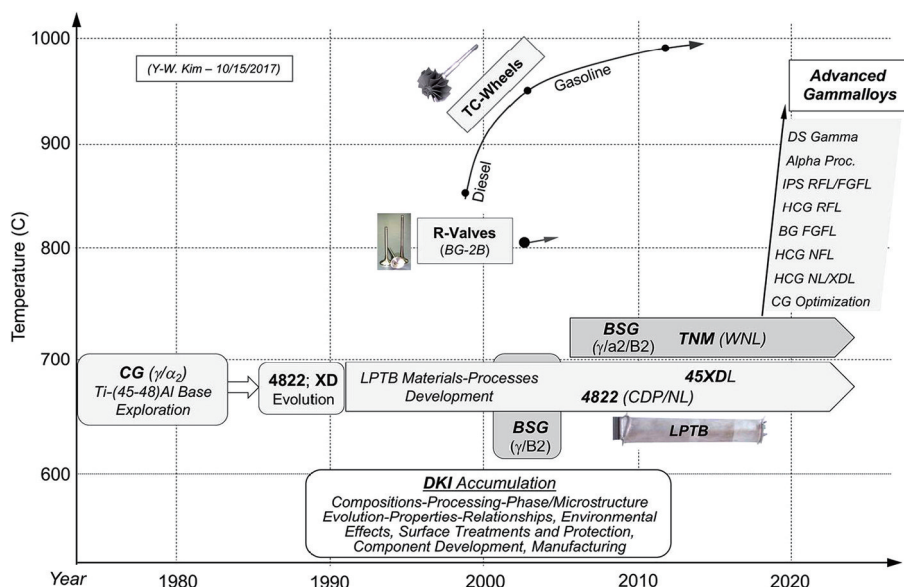 Temperature (C)
1000
900
800
700
600
(Y-W. Kim – 10/15/2017)
TC-Wheels
Gasoline
Diesel
R-Valves
(BG-2B)
Advanced
Gammalloys
DS Gamma
Alpha Proc.
IPS RFL/FGFL
HCG RFL
BG FGFL
HCG NFL
HCG NL/XDL
CG Optimization
BSG
(γ/a2/B2)
TNM (WNL)
CG (γ/α₂)
Ti-(45-48)Al Base
Exploration
4822; XD
Evolution
LPTB Materials-Processes
Development
45XDL
4822 (CDP/NL)
BSG
(γ/B2)
LPTB
DKI Accumulation
Compositions-Processing-Phase/Microstructure
Evolution-Properties-Relationships, Environmental
Effects, Surface Treatments and Protection,
Component Development, Manufacturing
Year
1980
1990
2000
2010
2020